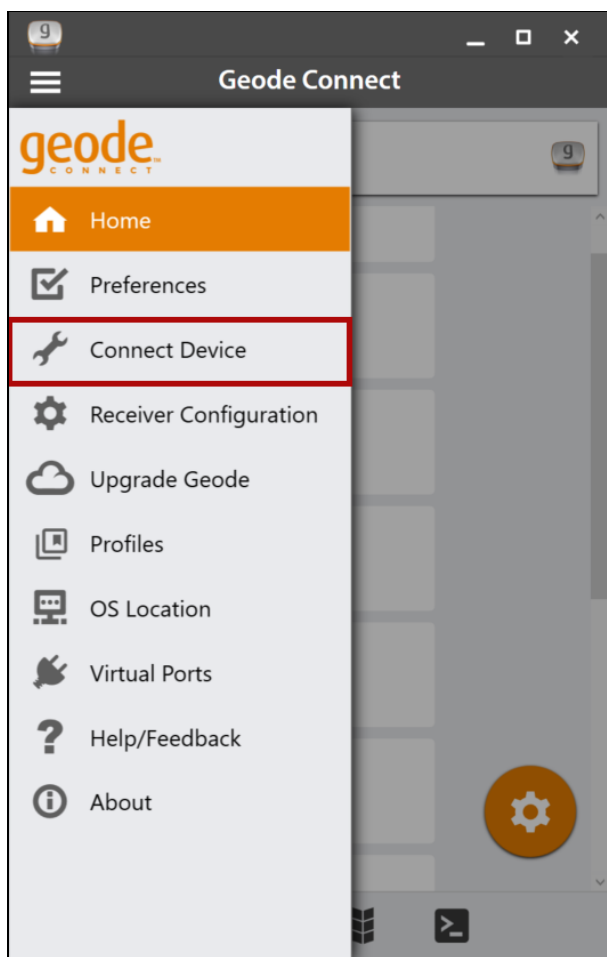 g
Geode Connect
geode™
CONNECT
g
Home
Preferences
Connect Device
Receiver Configuration
Upgrade Geode
Profiles
OS Location
Virtual Ports
? Help/Feedback
About